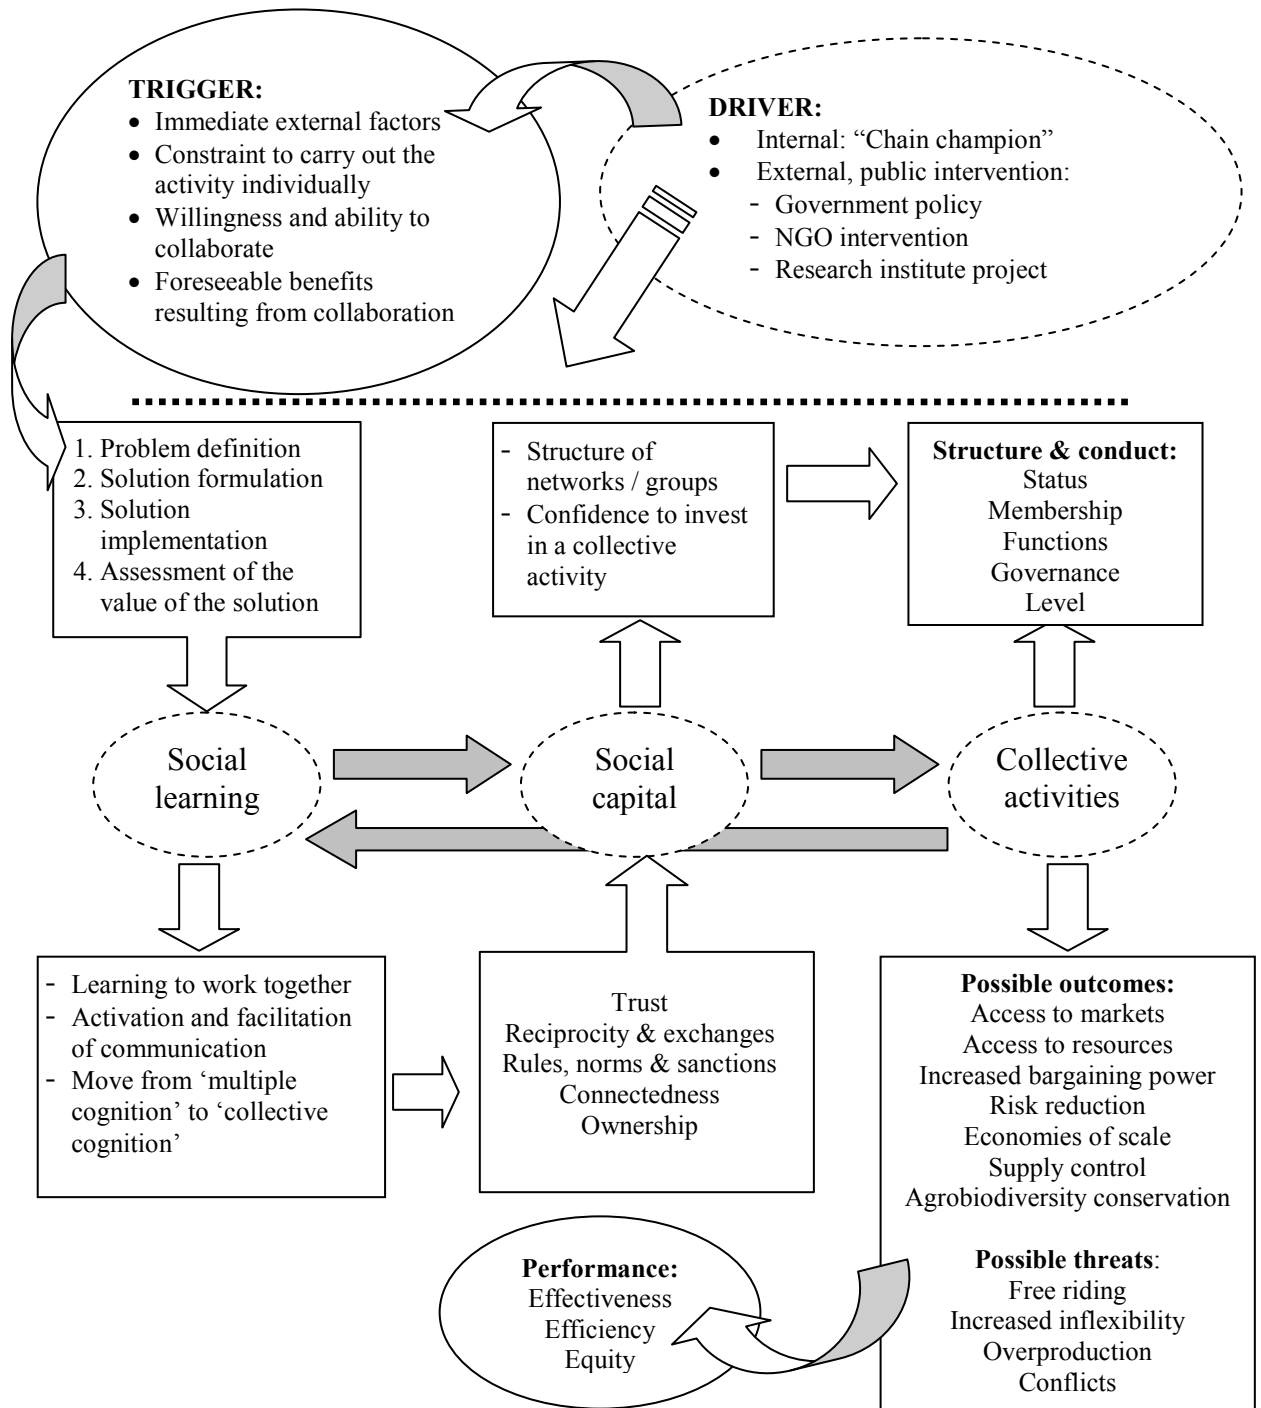 TRIGGER:
• Immediate external factors
• Constraint to carry out the
activity individually
• Willingness and ability to
collaborate
• Foreseeable benefits
resulting from collaboration
DRIVER:
• Internal: “Chain champion”
• External, public intervention:
- Government policy
- NGO intervention
- Research institute project
1. Problem definition
2. Solution formulation
3. Solution
implementation
4. Assessment of the
value of the solution
- Structure of
networks / groups
- Confidence to invest
in a collective
activity
Structure & conduct:
Status
Membership
Functions
Governance
Level
Social
learning
Social
capital
Collective
activities
- Learning to work together
- Activation and facilitation
of communication
- Move from ‘multiple
cognition’ to ‘collective
cognition’
Trust
Reciprocity & exchanges
Rules, norms & sanctions
Connectedness
Ownership
Possible outcomes:
Access to markets
Access to resources
Increased bargaining power
Risk reduction
Economies of scale
Supply control
Agrobiodiversity conservation
Possible threats:
Free riding
Increased inflexibility
Overproduction
Conflicts
Performance:
Effectiveness
Efficiency
Equity